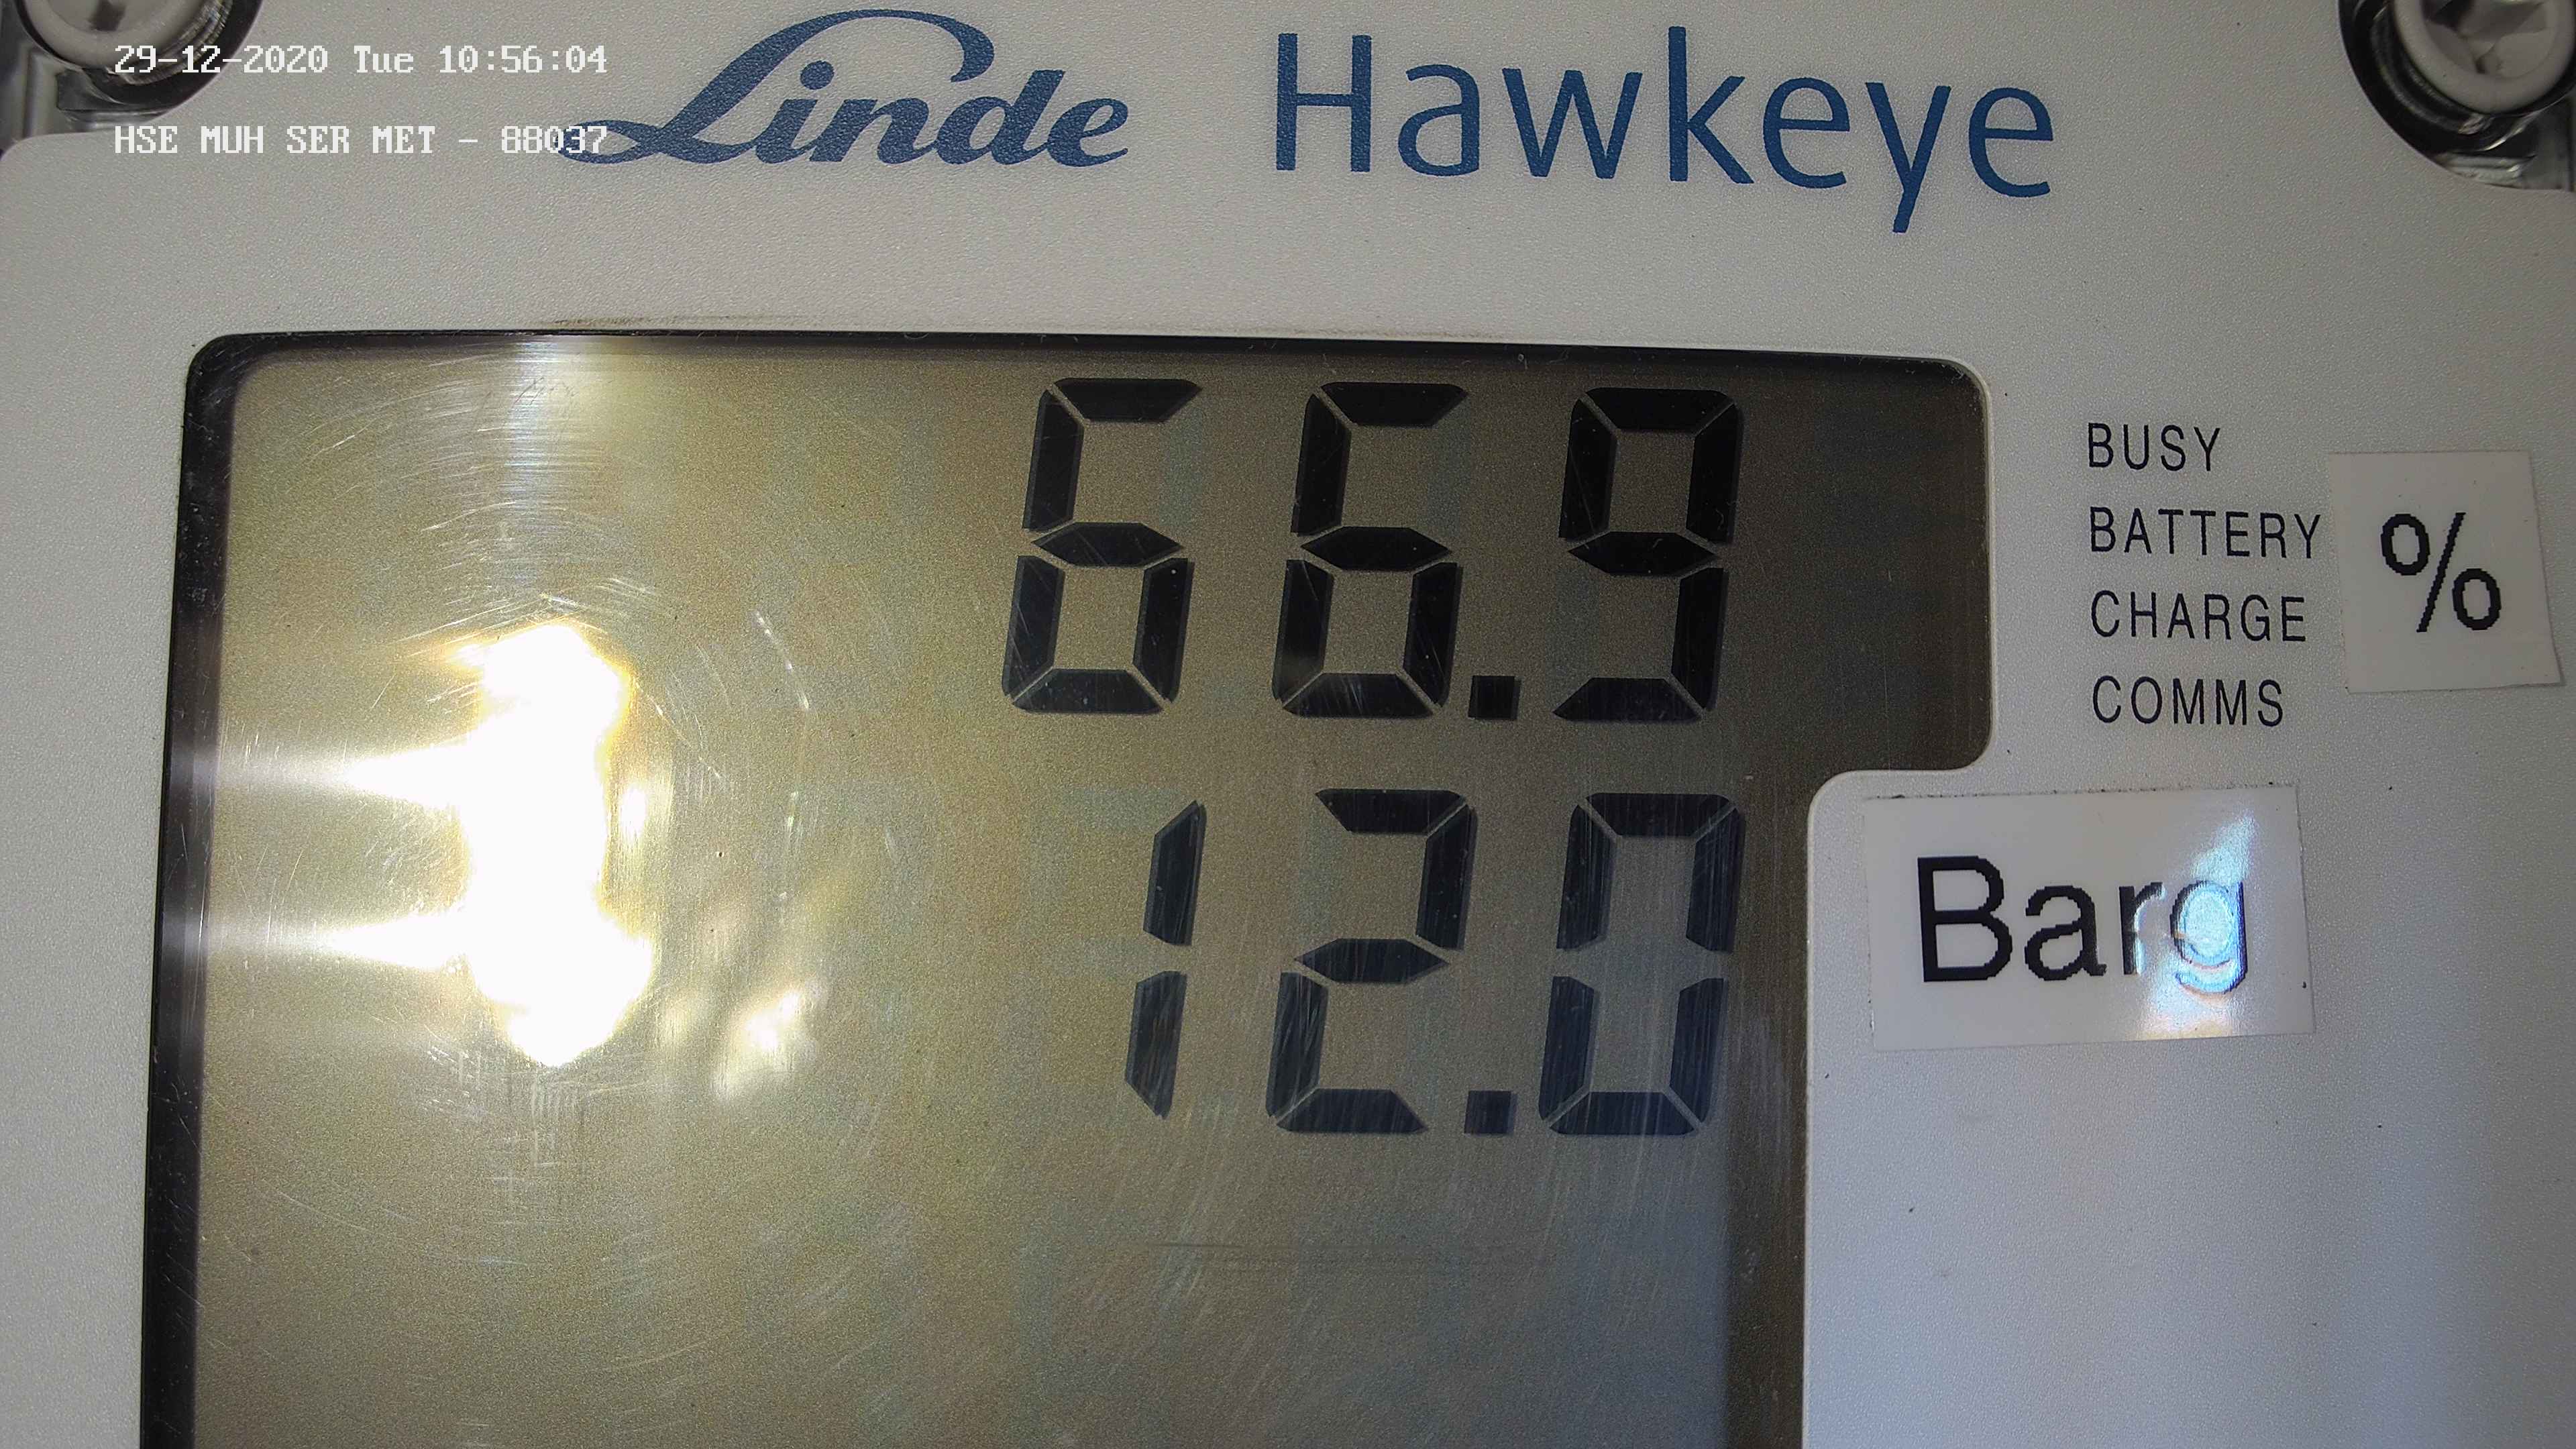 29-12-2020 Tue 10:56:04
HSE MUH SER MET - 88037
Linde Hawkeye
66.9
BUSY
BATTERY
CHARGE
COMMS
%
12.0
Barg